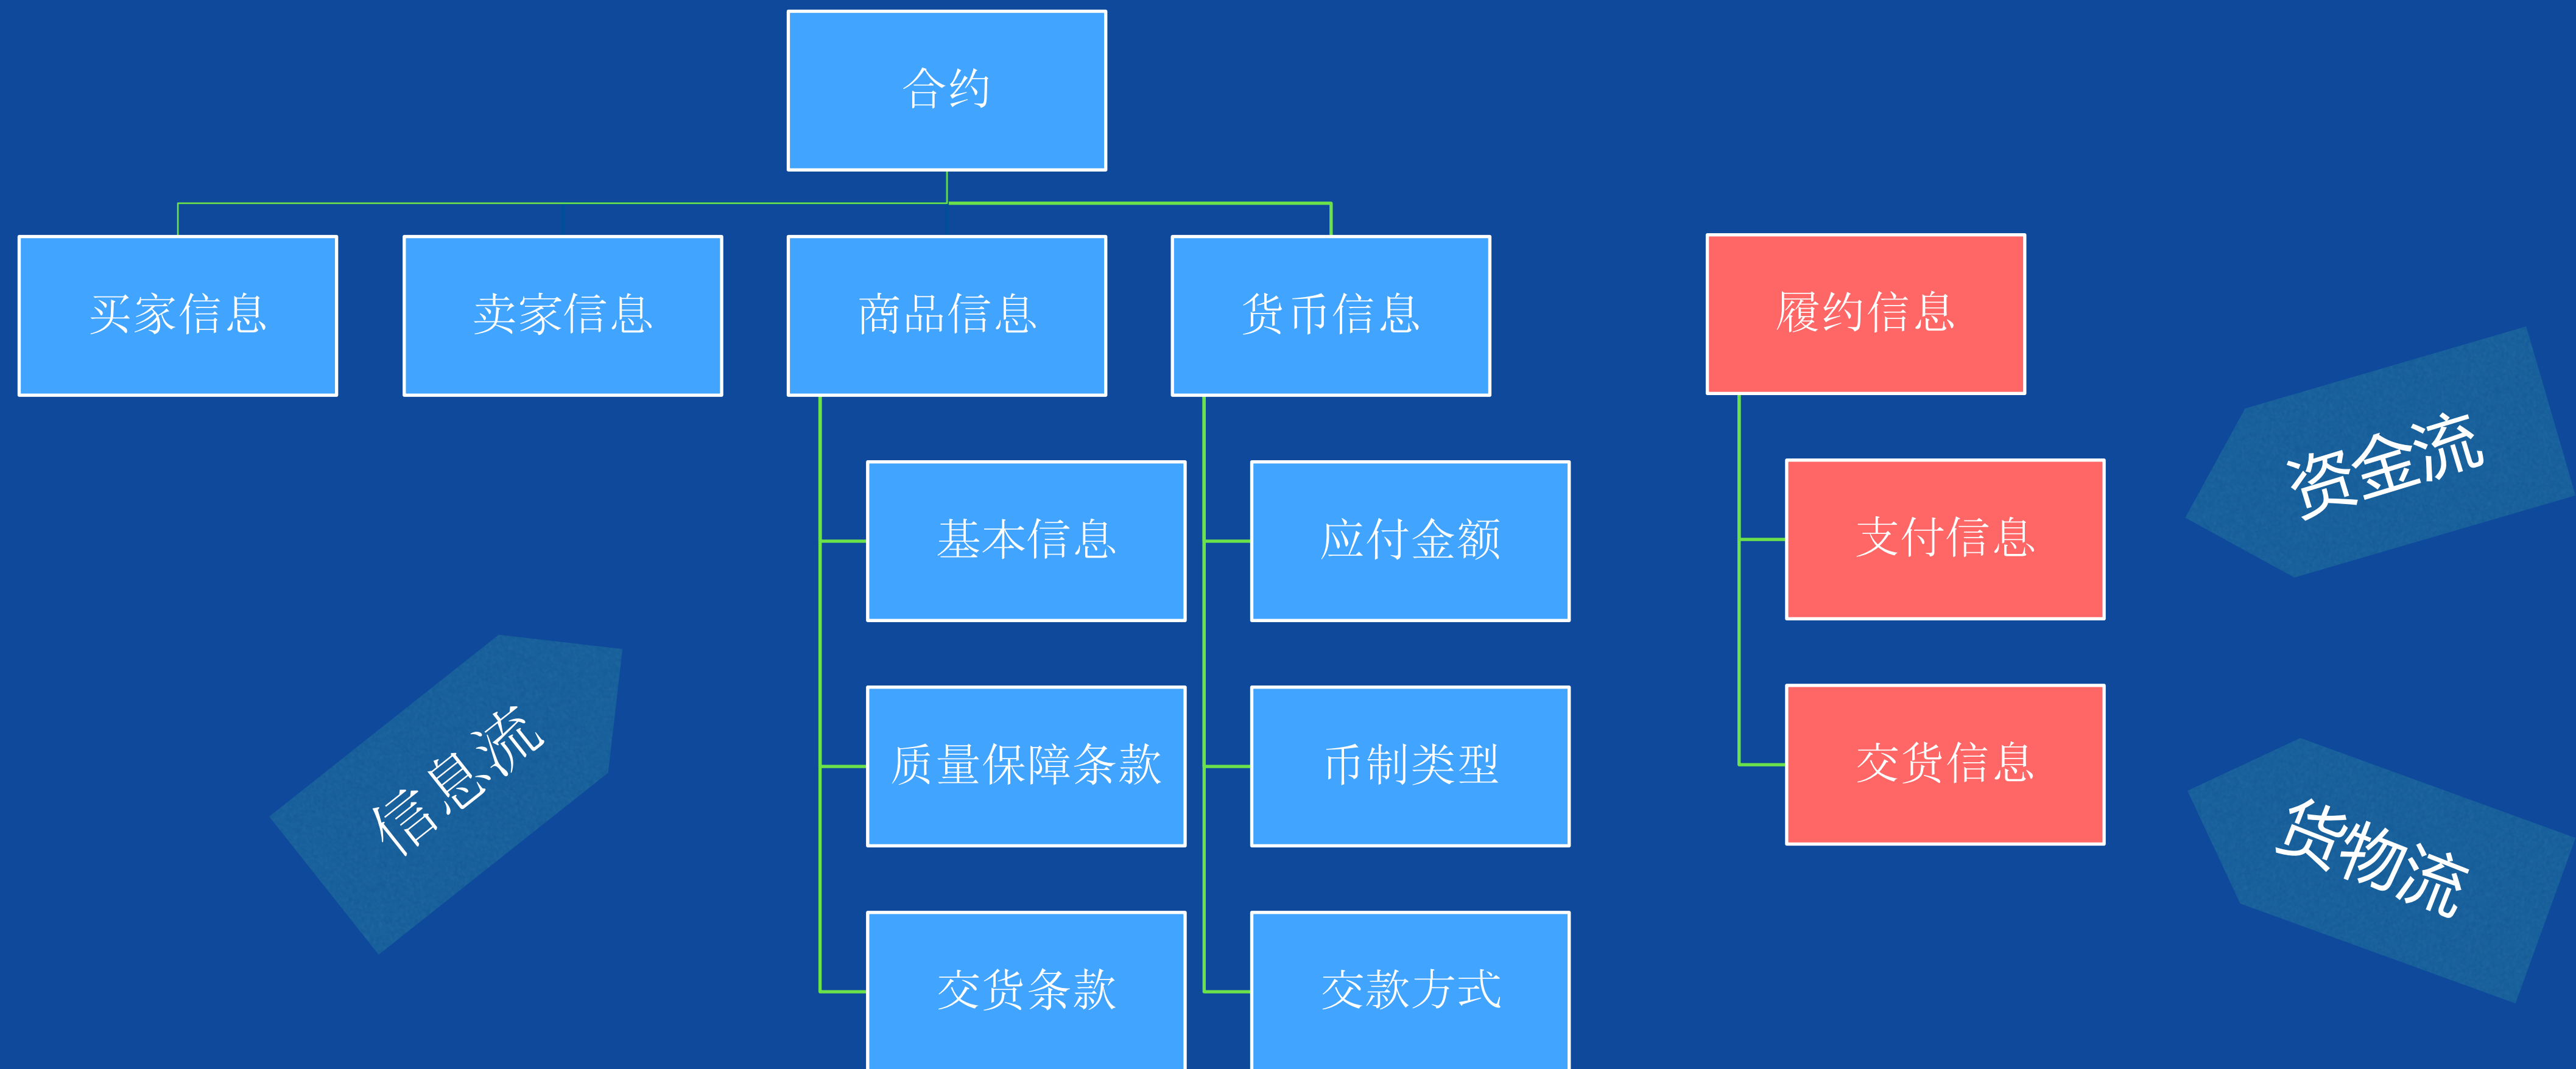 合约
买家信息
卖家信息
商品信息
货币信息
履约信息
基本信息
应付金额
支付信息
资金流
质量保障条款
币制类型
交货信息
信息流
货物流
交货条款
交款方式